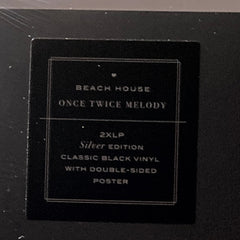 BEACH HOUSE
ONCE TWICE MELODY
2XLP
Silver EDITION
CLASSIC BLACK VINYL
WITH DOUBLE-SIDED
POSTER